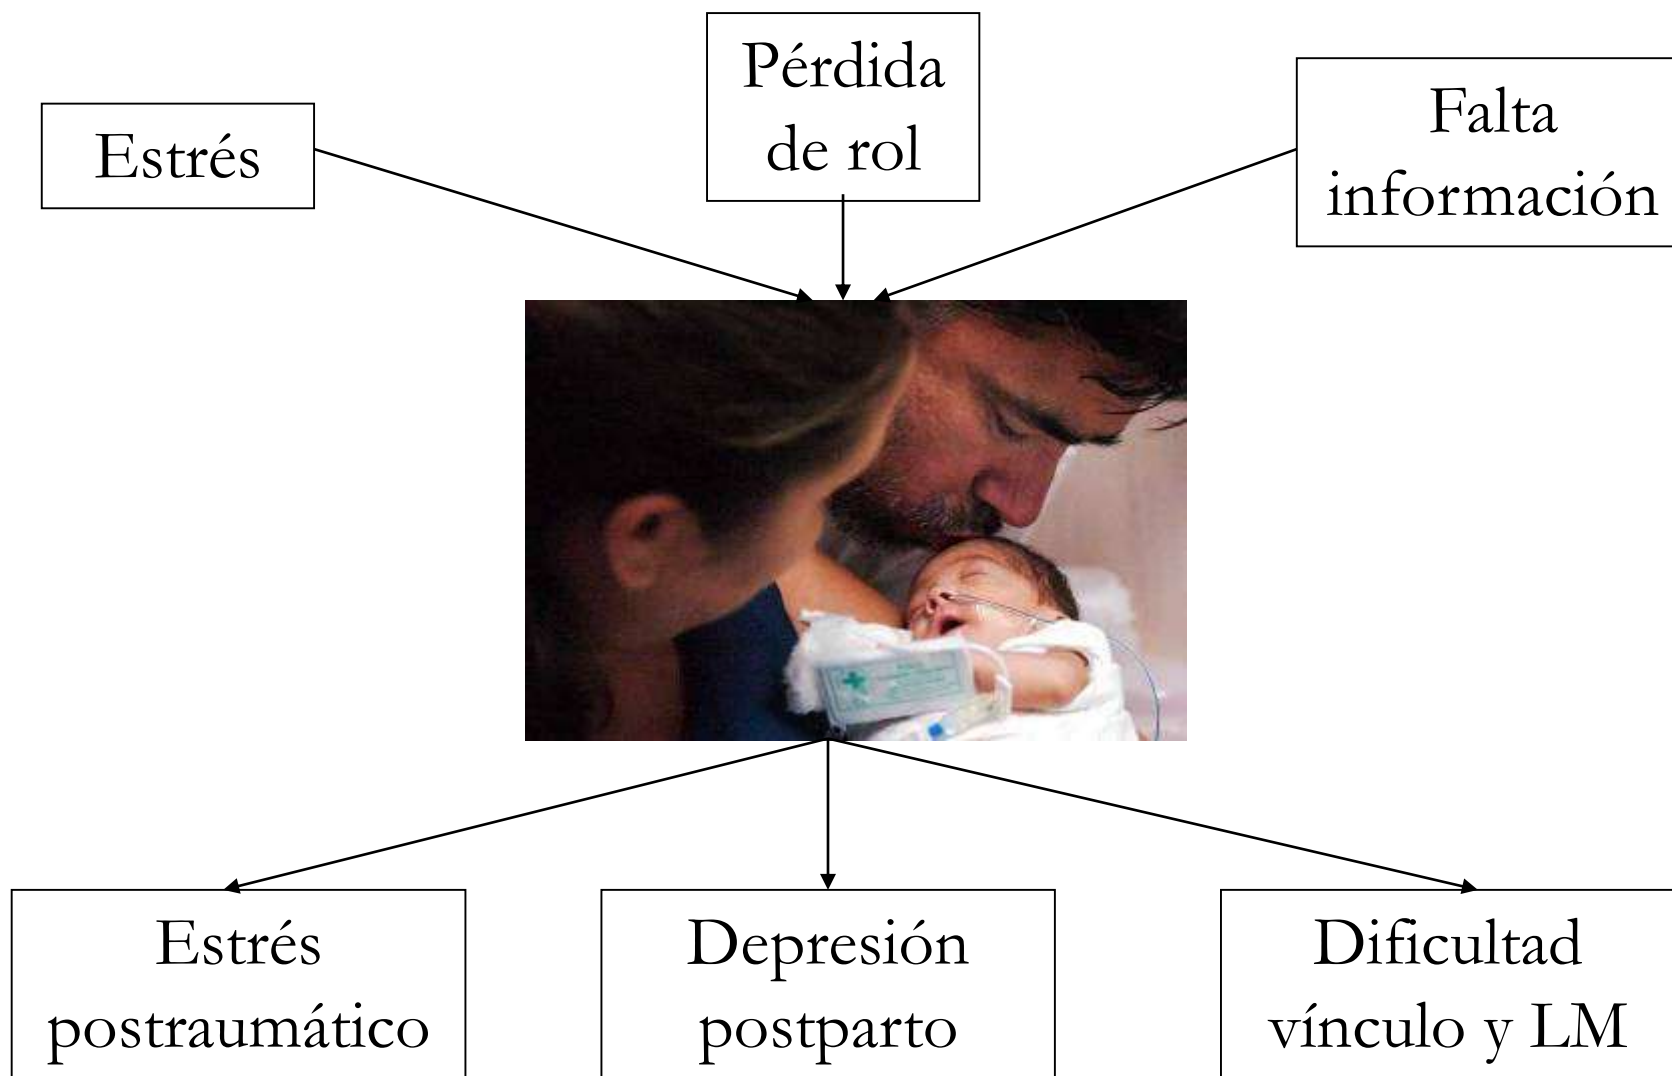 Pérdida
de rol
Estrés
Falta
información
Estrés
postraumático
Depresión
postparto
Dificultad
vínculo y LM